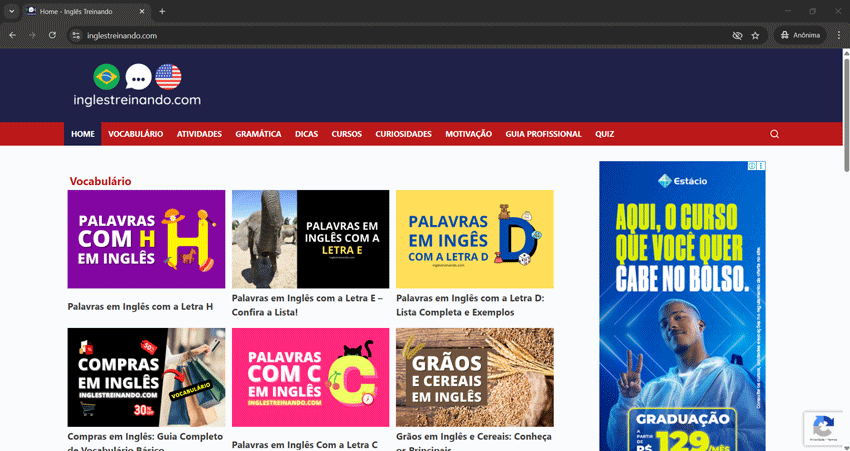 Home - Inglês Treinando
inglestreinando.com
Anônima
inglestreinando.com
HOME VOCABULÁRIO ATIVIDADES GRAMÁTICA DICAS CURSOS CURIOSIDADES MOTIVAÇÃO GUIA PROFISSIONAL QUIZ
Vocabulário
PALAVRAS
COM H
EM INGLÊS
H
Palavras em Inglês com a Letra H
PALAVRAS EM
INGLÊS COM A
LETRA E
inglestreinando.com
Palavras em Inglês com a Letra E –
Confira a Lista!
PALAVRAS
EM INGÊS
COM A LETRA D
inglestreinando.com
D
Palavras em Inglês com a Letra D:
Lista Completa e Exemplos
COMPRAS
EM INGLÊS
INGLESTREINANDO.COM
VOCABULÁRIO
50%
30%
Compras em Inglês: Guia Completo
de Vocabulário Básico
PALAVRAS
COM C
EM INGLÊS
INGLESTREINANDO.COM
C
Palavras em Inglês Com a Letra C
GRÃOS
E CEREAIS
EM INGLÊS
Grãos em Inglês e Cereais: Conheça
os Principais
Estácio
AQUI, O CURSO
QUE VOCÊ QUER
CABE NO BOLSO.
GRADUAÇÃO
A PARTIR DE
R$ 129/MÊS